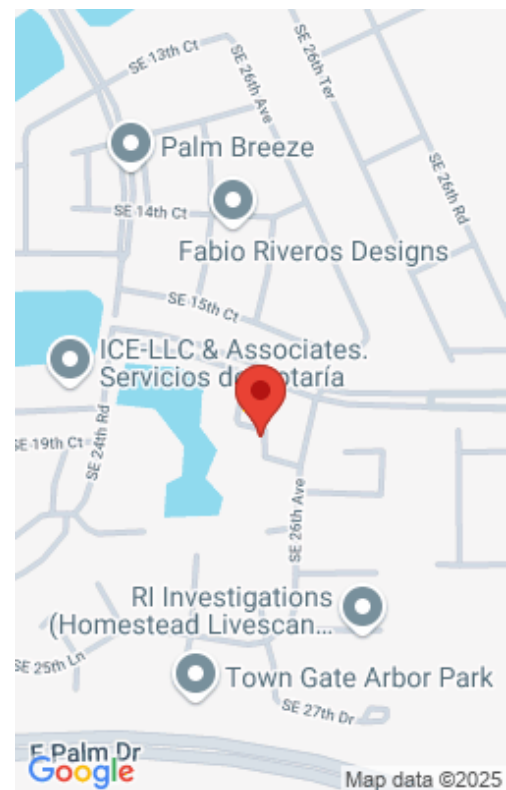 SE 13th Ct
SE 26th Ave
SE 26th Ter
SE 26th Rd
Palm Breeze
SE 14th Ct
Fabio Riveros Designs
SE 15th Ct
ICE-LLC & Associates.
Servicios de otaría
SE 24th Rd
SE 19th Ct
SE 26th Ave
RI Investigations
(Homestead Livescan...
SE 25th Ln
Town Gate Arbor Park
SE 27th Dr
E Palm Dr
Google
Map data ©2025